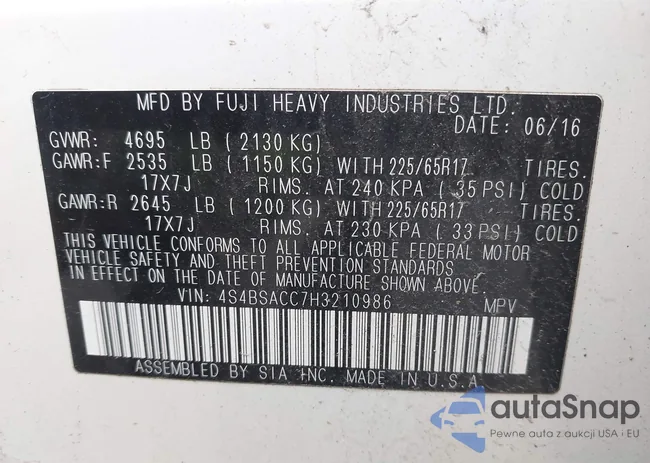 MFD BY FUJI HEAVY INDUSTRIES LTD.
DATE: 06/16
GVWR: 4695 LB ( 2130 KG)
GAWR:F 2535 LB ( 1150 KG) WITH 225/65R17 TIRES.
17X7J RIMS. AT 240 KPA ( 35 PSI) COLD
GAWR:R 2645 LB ( 1200 KG) WITH 225/65R17 TIRES.
17X7J RIMS. AT 230 KPA ( 33 PSI) COLD
THIS VEHICLE CONFORMS TO ALL APPLICABLE FEDERAL MOTOR
VEHICLE SAFETY AND THEFT PREVENTION STANDARDS
IN EFFECT ON THE DATE OF MANUFACTURE SHOWN ABOVE.
VIN: 4S4BSACC7H3210986 MPV
ASSEMBLED BY SIA INC. MADE IN U.S.A.
autaSnap
Pewne auta z aukcji USA i EU